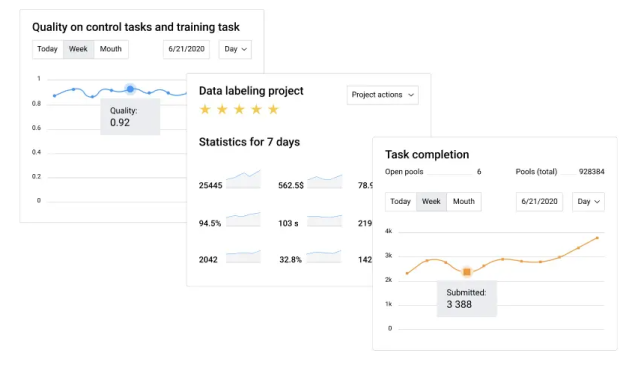 Quality on control tasks and training task
Today Week Mouth 6/21/2020 Day
1
0.8
0.6
0.4
0.2
0
Quality:
0.92
Data labeling project
Project actions
Statistics for 7 days
25445 562.5$ 78.9
94.5% 103 s 219
2042 32.8% 142
Task completion
Open pools 6 Pools (total) 928384
Today Week Mouth 6/21/2020 Day
4k
3k
2k
1k
0
Submitted:
3 388